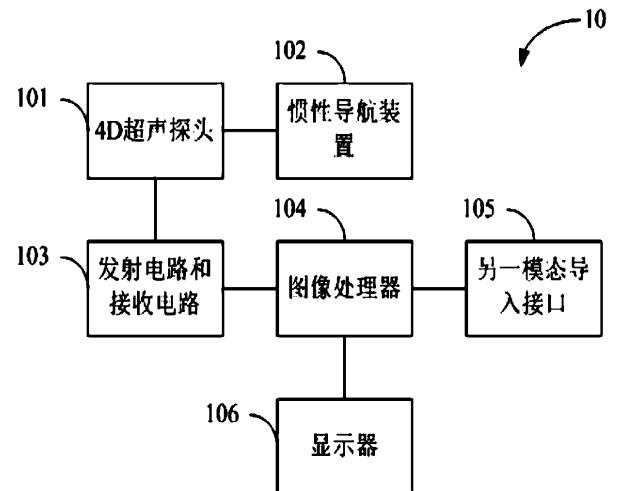 10
101
102
4D超声探头
惯性导航装
置
103
104
105
发射电路和
接收电路
图像处理器
另一模态导
入接口
106
显示器